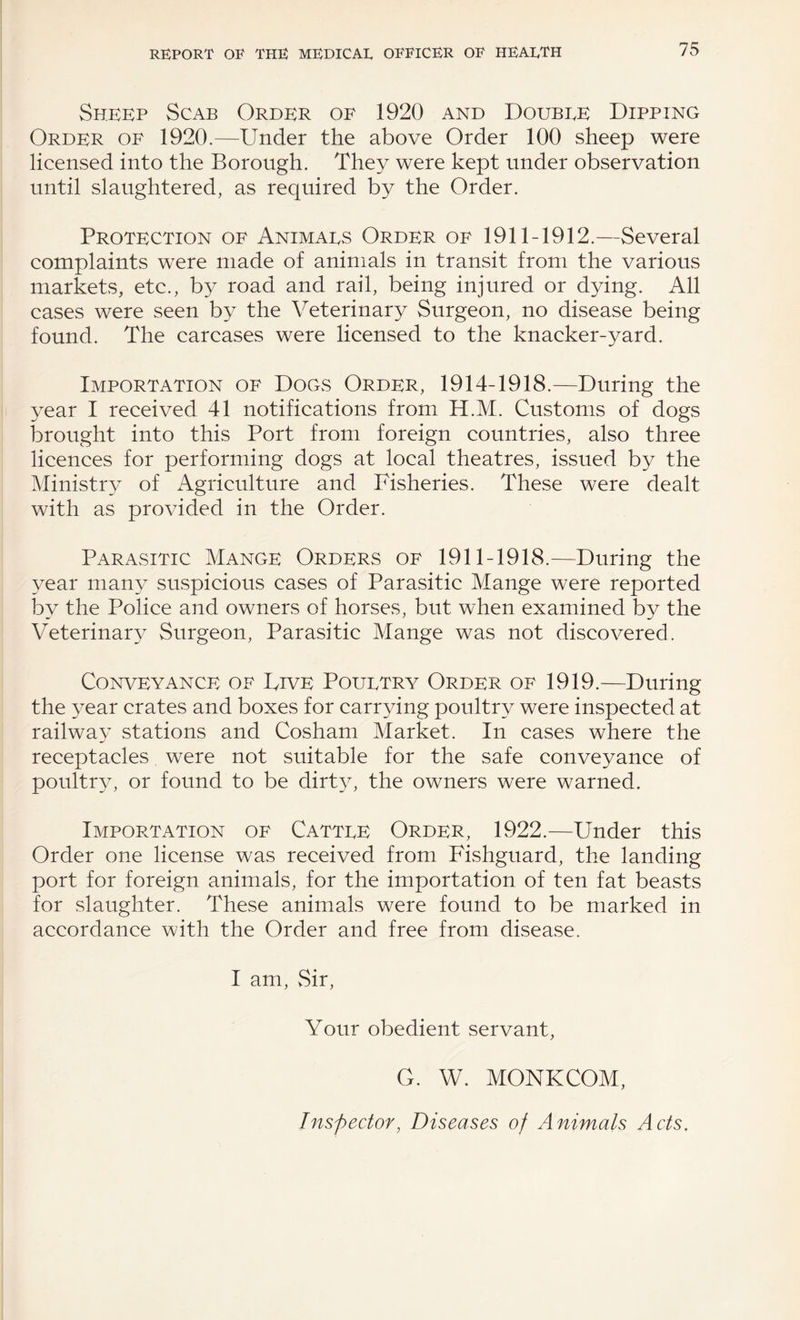 REPORT OF THE MEDICAL OFFICER OF HEALTH 75
Sheep Scab Order of 1920 and Double Dipping
Order of 1920.—Under the above Order 100 sheep were
licensed into the Borough. They were kept under observation
until slaughtered, as required by the Order.
Protection of Animals Order of 1911-1912.—Several
complaints were made of animals in transit from the various
markets, etc., by road and rail, being injured or dying. All
cases were seen by the Veterinary Surgeon, no disease being
found. The carcases were licensed to the knacker-yard.
Importation of Dogs Order, 1914-1918.—During the
year I received 41 notifications from H.M. Customs of dogs
brought into this Port from foreign countries, also three
licences for performing dogs at local theatres, issued by the
Ministry of Agriculture and Fisheries. These were dealt
with as provided in the Order.
Parasitic Mange Orders of 1911-1918.—During the
year many suspicious cases of Parasitic Mange were reported
by the Police and owners of horses, but when examined by the
Veterinary Surgeon, Parasitic Mange was not discovered.
Conveyance of Live Poultry Order of 1919.—During
the year crates and boxes for carrying poultry were inspected at
railway stations and Cosham Market. In cases where the
receptacles were not suitable for the safe conveyance of
poultry, or found to be dirty, the owners were warned.
Importation of Cattle Order, 1922.—Under this
Order one license was received from Fishguard, the landing
port for foreign animals, for the importation of ten fat beasts
for slaughter. These animals were found to be marked in
accordance with the Order and free from disease.
I am, Sir,
Your obedient servant,
G. W. MONKCOM,
Inspector, Diseases of Animals Acts.